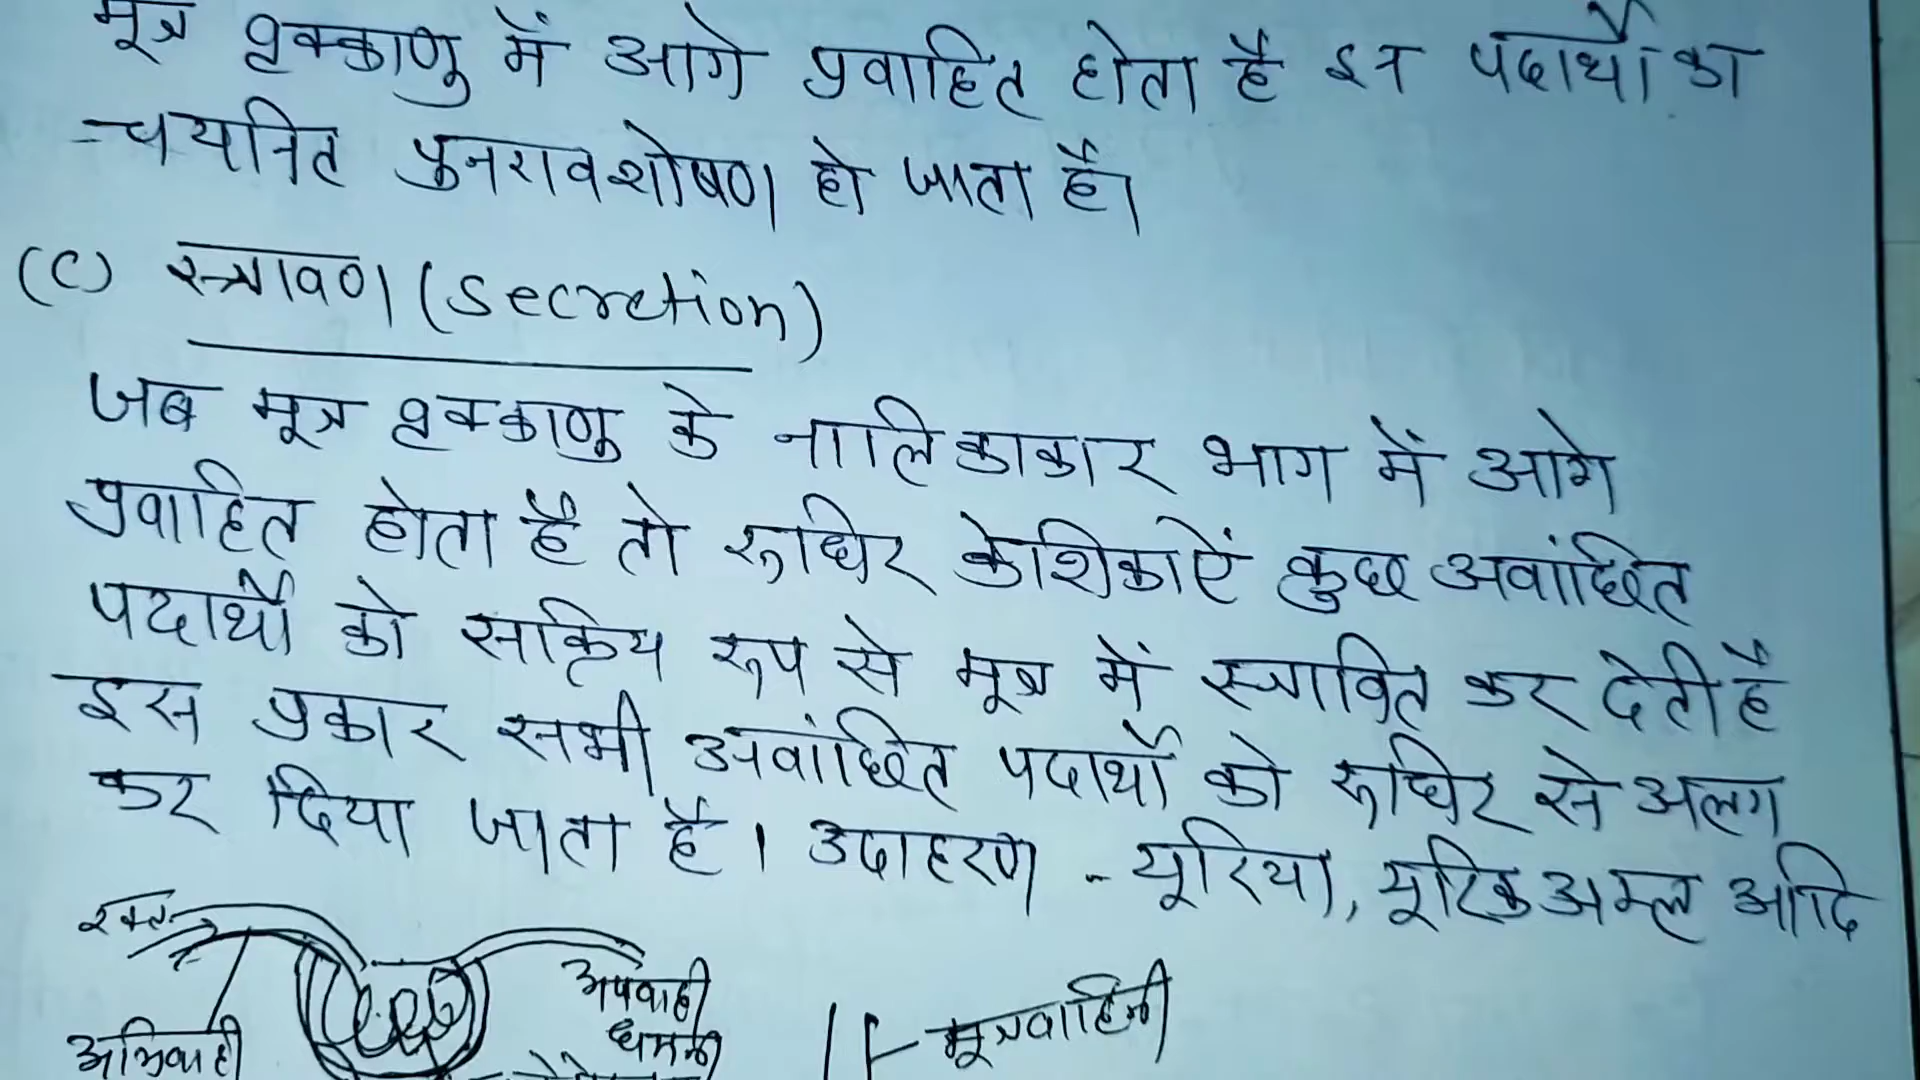 मूत्र वृक्काणु में आगे प्रवाहित होता है इन पदार्थों का
चयनित पुनरावशोषण हो जाता है।
(C) स्त्रावण (Secretion)
जब मूत्र वृक्काणु के नालिकाकार भाग में आगे
प्रवाहित होता है तो रूधिर केशिकाऐं कुछ अवांछित
पदार्थों को सक्रिय रूप से मूत्र में स्त्रावित कर देती है
इस प्रकार सभी अवांछित पदार्थों को रूधिर से अलग
कर दिया जाता है। उदाहरण - यूरिया, यूरिक अम्ल आदि
रक्त
अपवाही
धमनी
अभिवाही
मूत्रवाहिनी